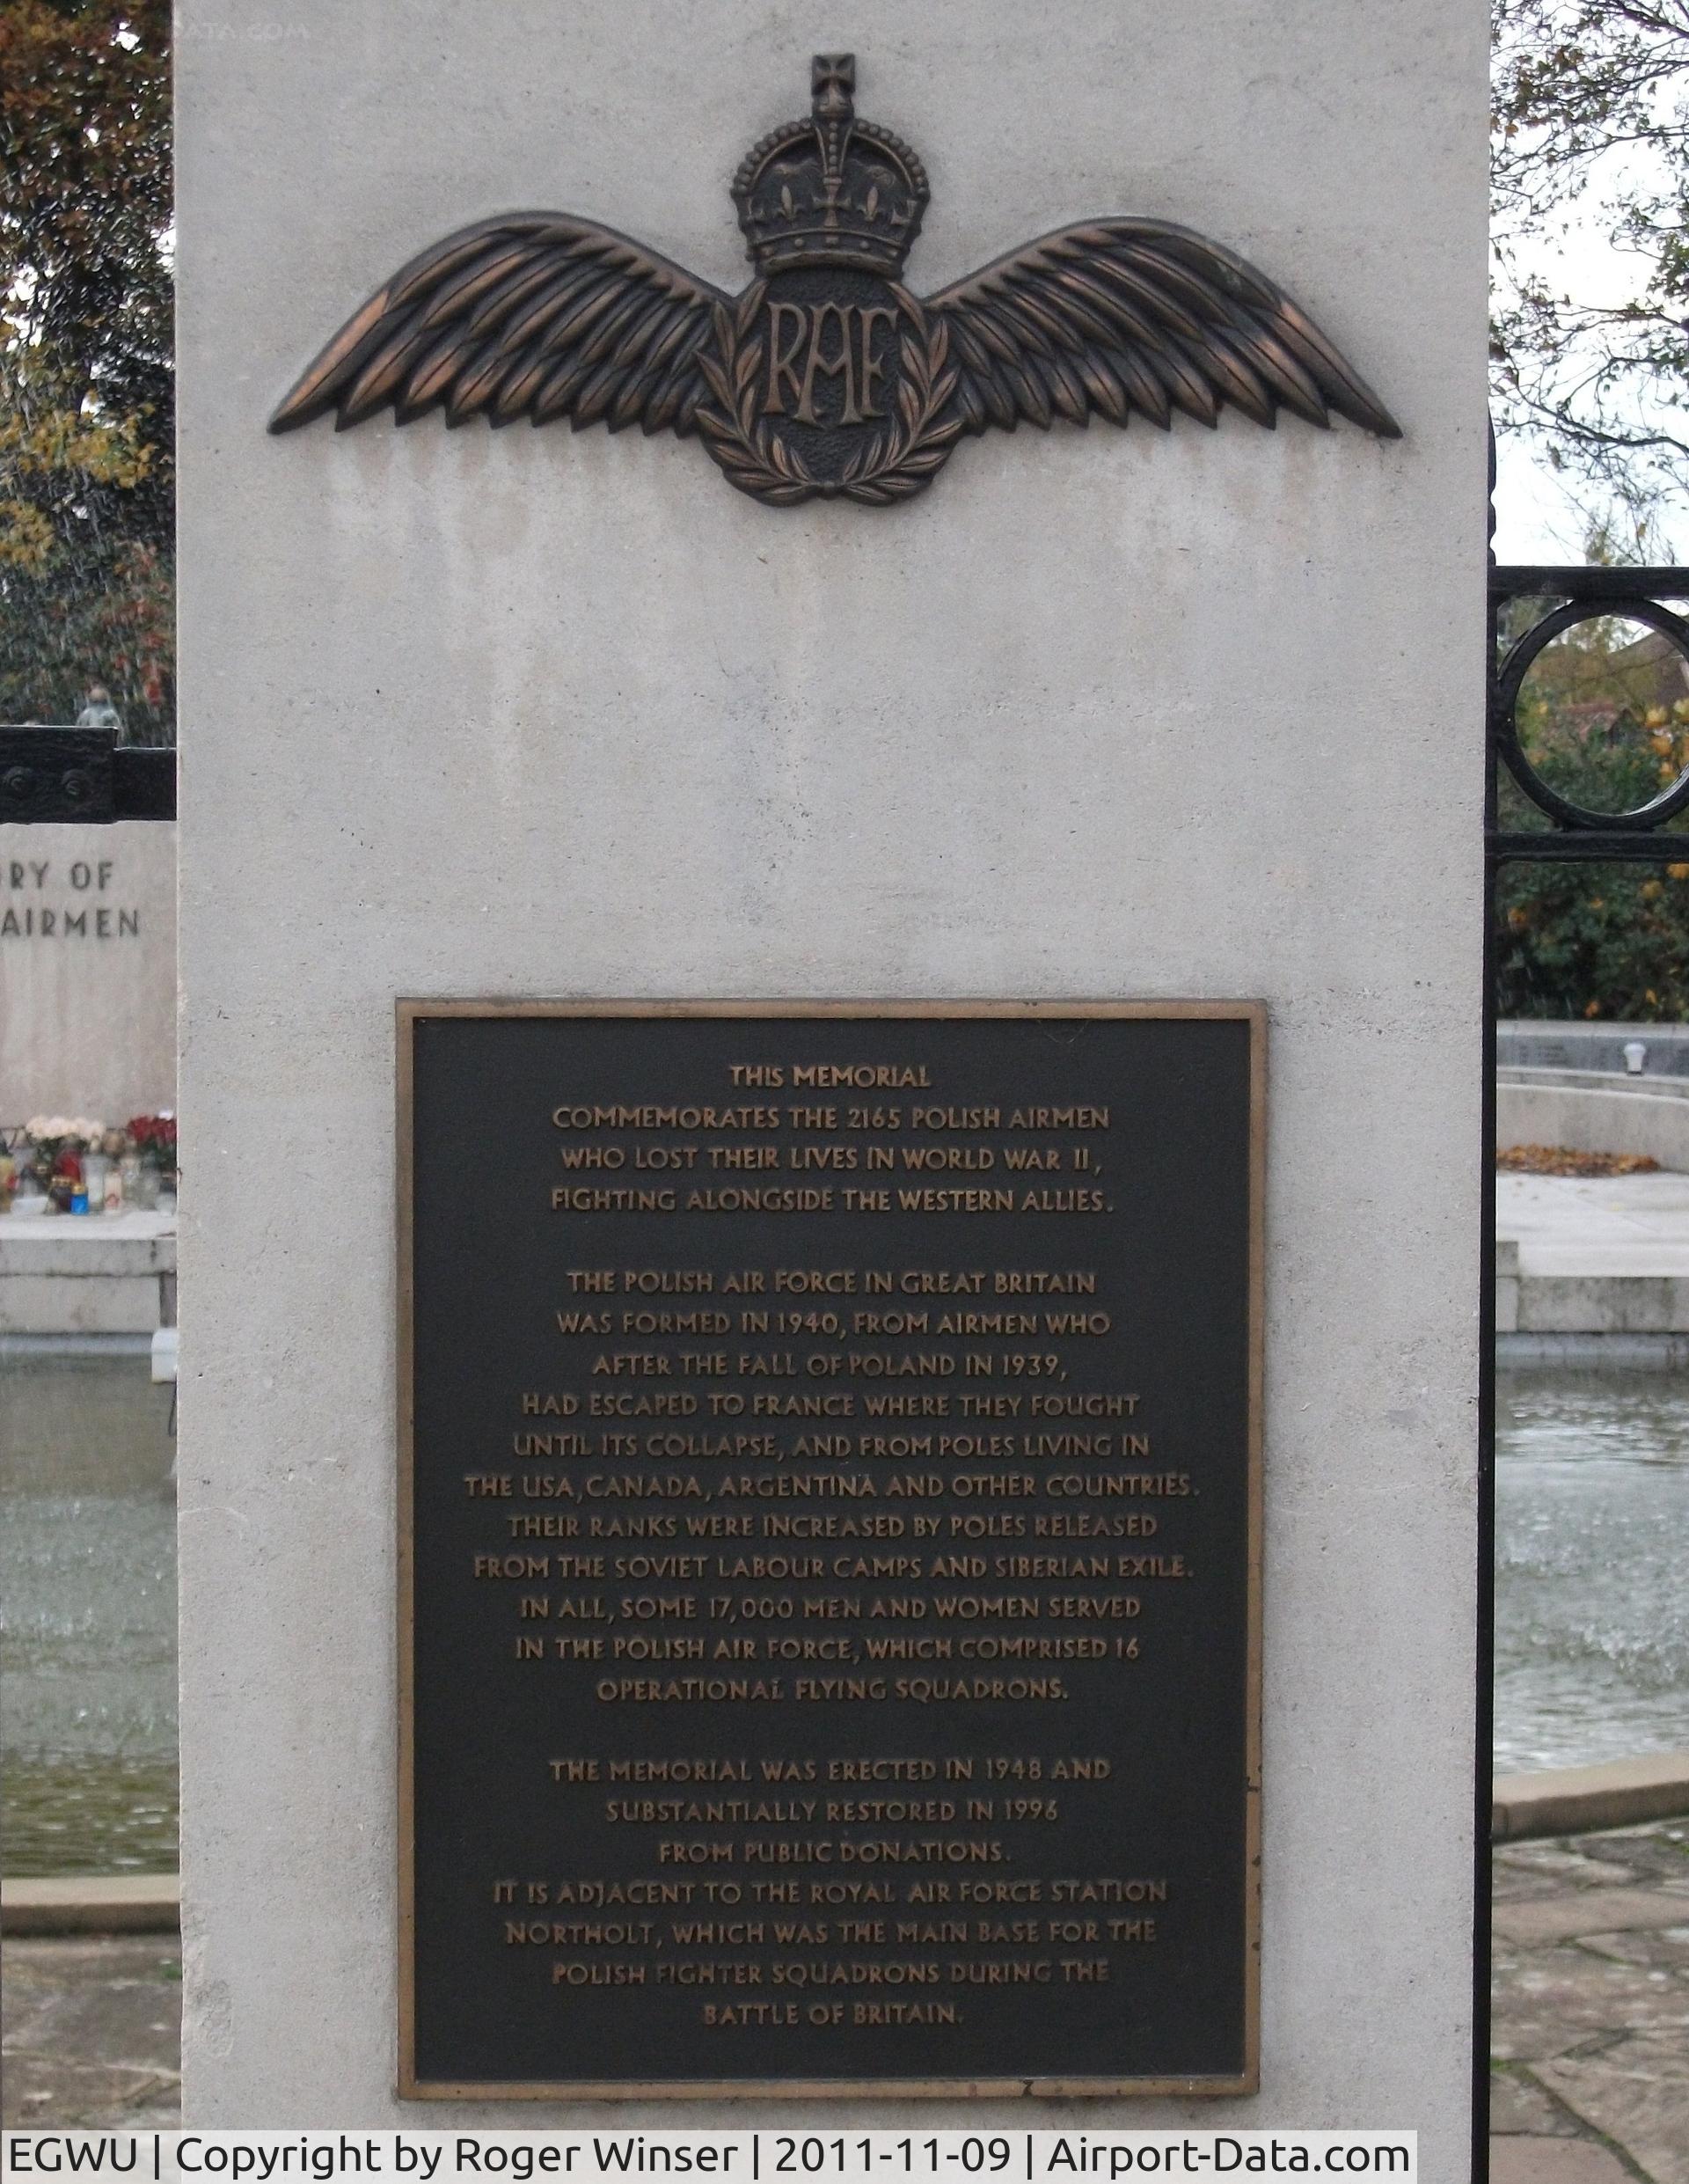 DATA.COM
RAF
RY OF
AIRMEN
THIS MEMORIAL
COMMEMORATES THE 2165 POLISH AIRMEN
WHO LOST THEIR LIVES IN WORLD WAR II,
FIGHTING ALONGSIDE THE WESTERN ALLIES.
THE POLISH AIR FORCE IN GREAT BRITAIN
WAS FORMED IN 1940, FROM AIRMEN WHO
AFTER THE FALL OF POLAND IN 1939,
HAD ESCAPED TO FRANCE WHERE THEY FOUGHT
UNTIL ITS COLLAPSE, AND FROM POLES LIVING IN
THE USA, CANADA, ARGENTINA AND OTHER COUNTRIES.
THEIR RANKS WERE INCREASED BY POLES RELEASED
FROM THE SOVIET LABOUR CAMPS AND SIBERIAN EXILE.
IN ALL, SOME 17,000 MEN AND WOMEN SERVED
IN THE POLISH AIR FORCE, WHICH COMPRISED 16
OPERATIONAL FLYING SQUADRONS.
THE MEMORIAL WAS ERECTED IN 1948 AND
SUBSTANTIALLY RESTORED IN 1996
FROM PUBLIC DONATIONS.
IT IS ADJACENT TO THE ROYAL AIR FORCE STATION
NORTHOLT, WHICH WAS THE MAIN BASE FOR THE
POLISH FIGHTER SQUADRONS DURING THE
BATTLE OF BRITAIN.
EGWU | Copyright by Roger Winser | 2011-11-09 | Airport-Data.com